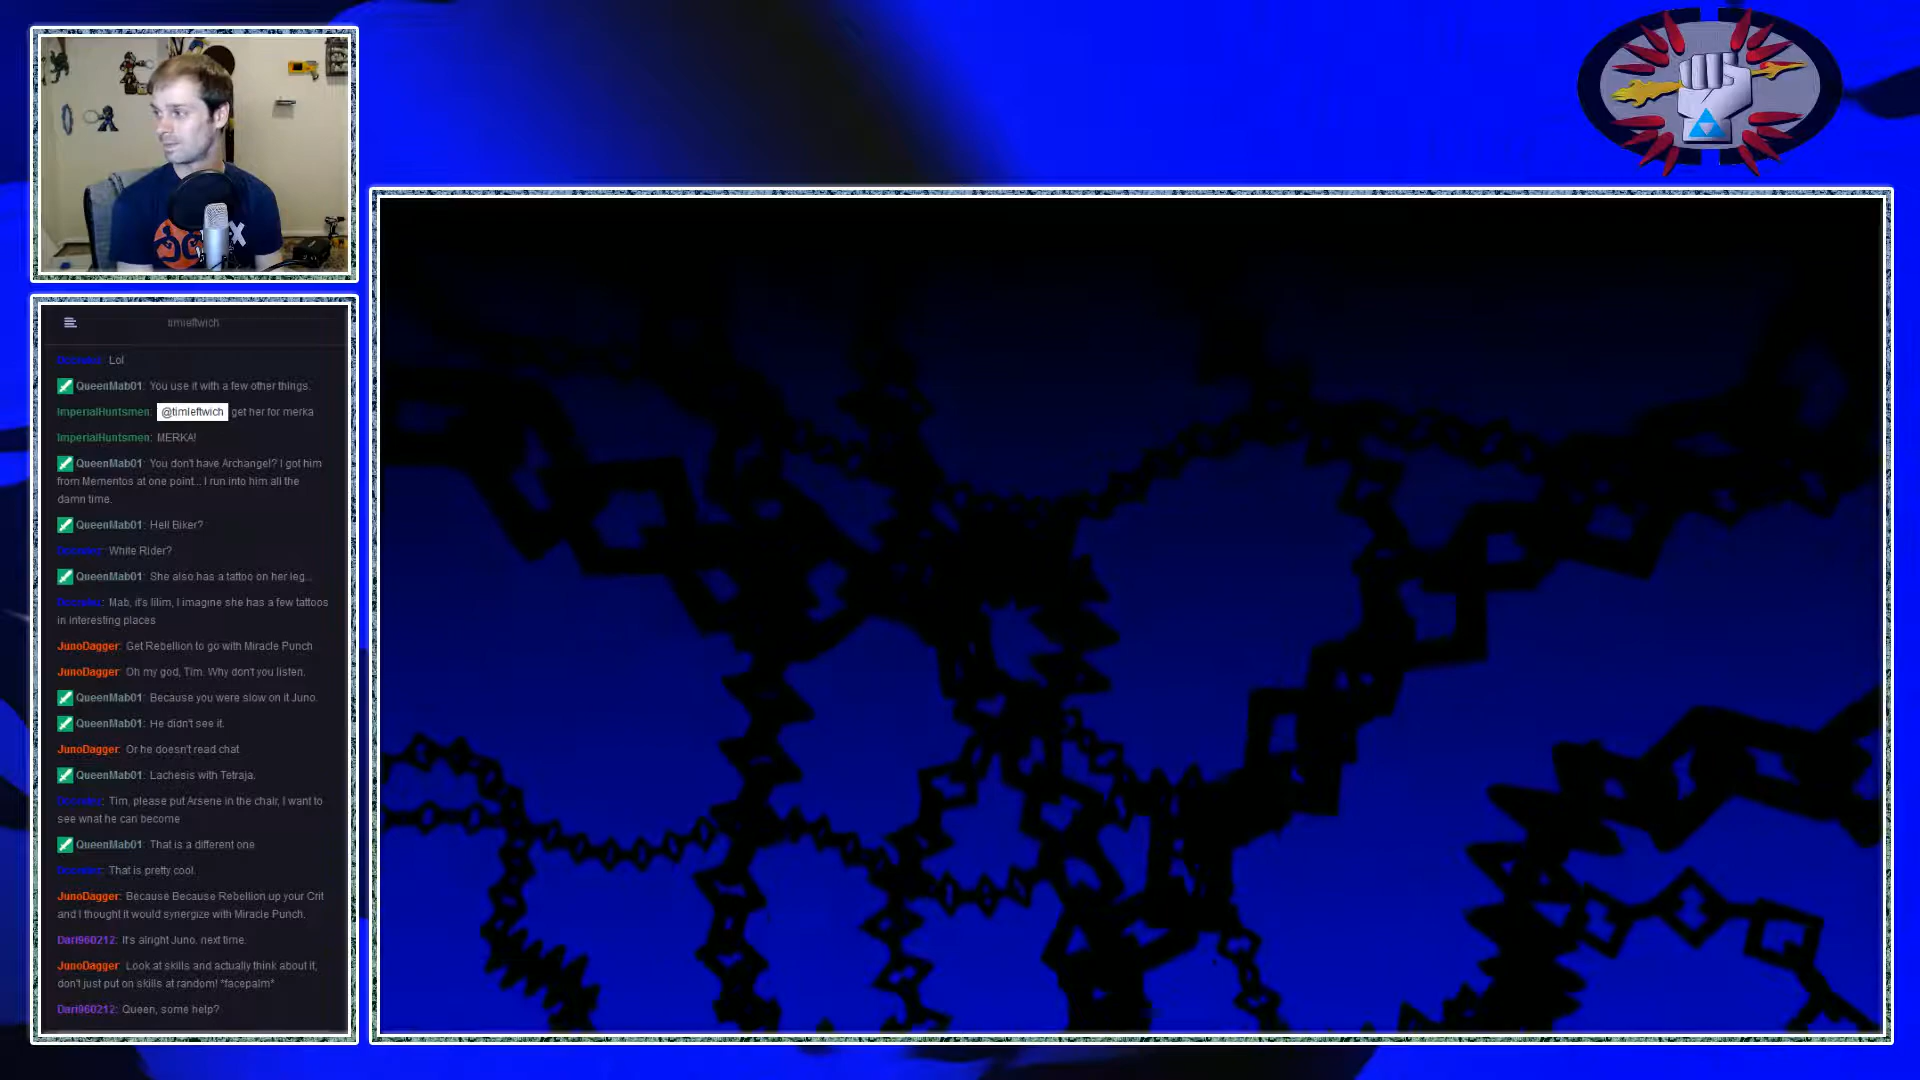 timleftwich
Lol
QueenMab01: You use it with a few other things.
ImperialHuntsmen: @timleftwich get her for merka
ImperialHuntsmen: MERKA!
QueenMab01: You don't have Archangel? I got him
from Mementos at one point... I run into him all the
damn time.
QueenMab01: Hell Biker?
White Rider?
QueenMab01: She also has a tattoo on her leg...
Mab, it's lilim, I imagine she has a few tattoos
in interesting places
JunoDagger: Get Rebellion to go with Miracle Punch
JunoDagger: Oh my god, Tim. Why don't you listen.
QueenMab01: Because you were slow on it Juno.
QueenMab01: He didn't see it.
JunoDagger: Or he doesn't read chat
QueenMab01: Lachesis with Tetraja.
Tim, please put Arsene in the chair, I want to
see what he can become
QueenMab01: That is a different one
That is pretty cool.
JunoDagger: Because Because Rebellion up your Crit
and I thought it would synergize with Miracle Punch.
Dari960212: It's alright Juno. next time.
JunoDagger: Look at skills and actually think about it,
don't just put on skills at random! *facepalm*
Dari960212: Queen, some help?